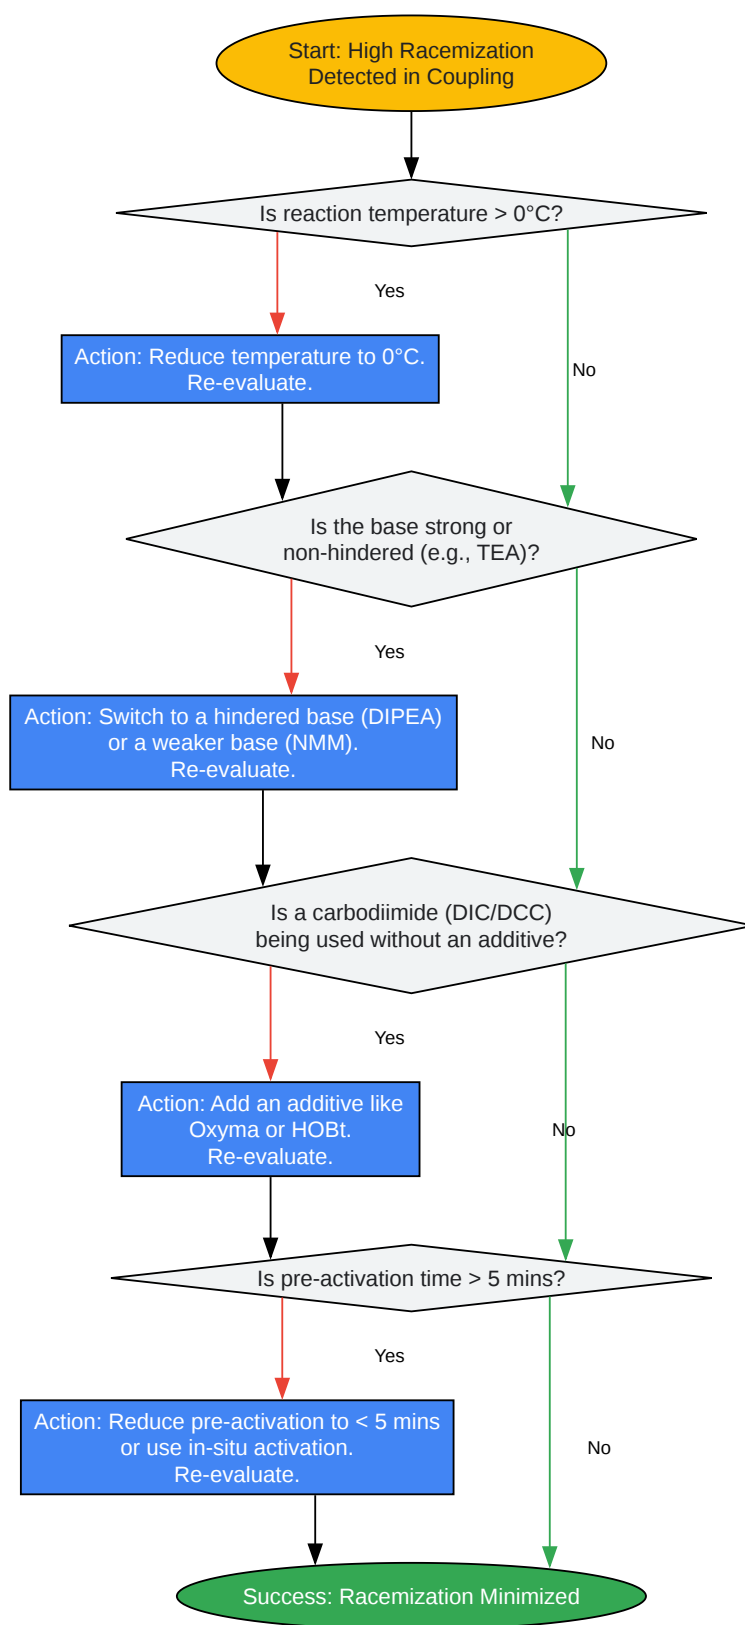 Start: High Racemization
Detected in Coupling
Is reaction temperature > 0°C?
Yes
Action: Reduce temperature to 0°C.
Re-evaluate.
No
Is the base strong or
non-hindered (e.g., TEA)?
Yes
Action: Switch to a hindered base (DIPEA)
or a weaker base (NMM).
Re-evaluate.
No
Is a carbodiimide (DIC/DCC)
being used without an additive?
Yes
Action: Add an additive like
Oxyma or HOBt.
Re-evaluate.
No
Is pre-activation time > 5 mins?
Yes
Action: Reduce pre-activation to < 5 mins
or use in-situ activation.
Re-evaluate.
No
Success: Racemization Minimized